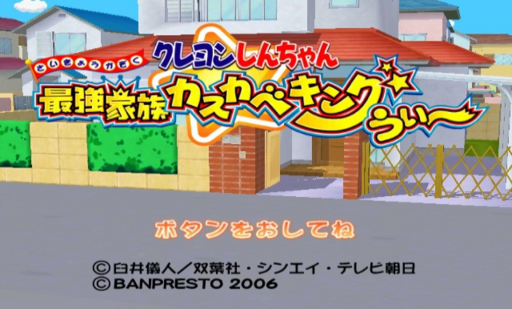 クレヨンしんちゃん
さいきょうかぞく
最強家族 カスカベキング うぃ～
ボタンをおしてね
©臼井儀人／双葉社・シンエイ・テレビ朝日
©BANPRESTO 2006